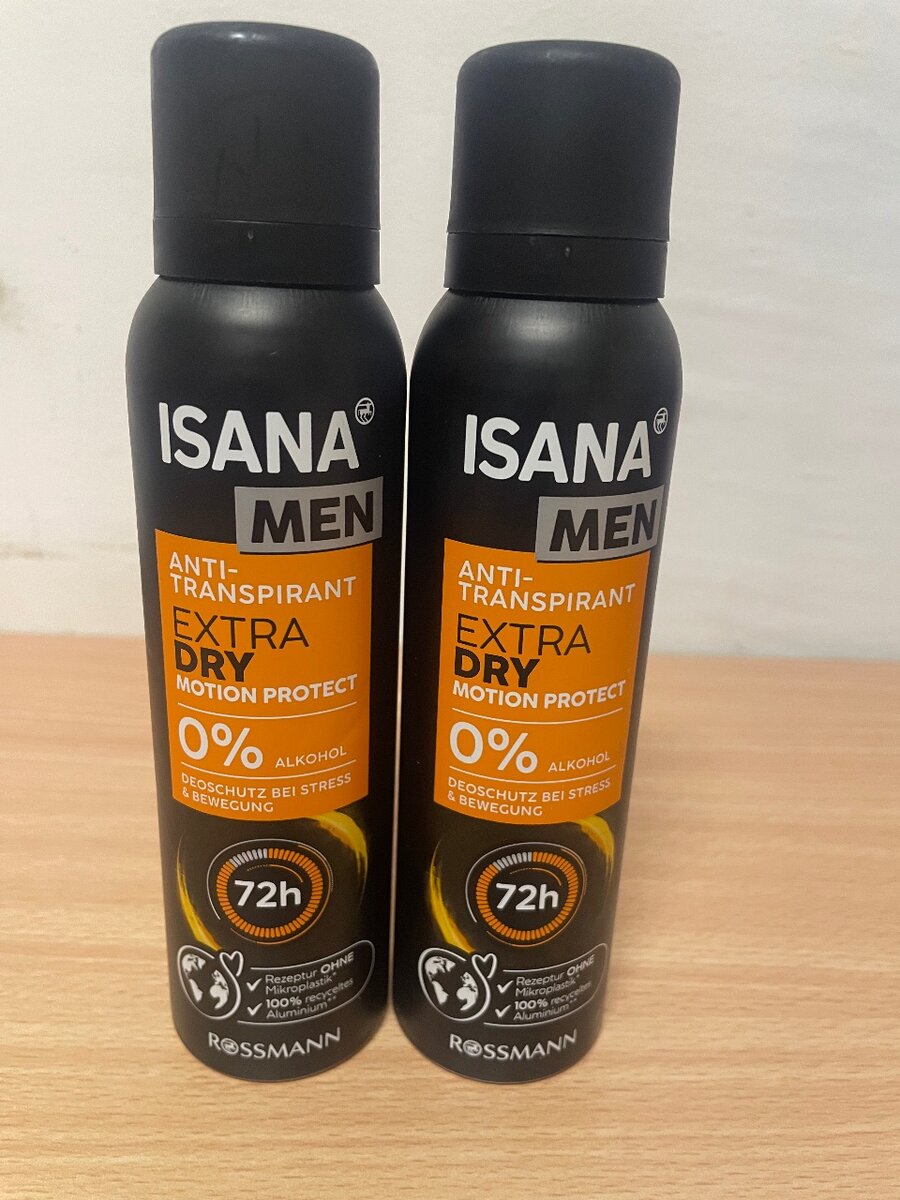 ISANA
MEN
ANTI-
TRANSPIRANT
EXTRA
DRY
MOTION PROTECT
0% ALKOHOL
DEOSCHUTZ BEI STRESS
& BEWEGUNG
72h
Rezeptur OHNE
Mikroplastik*
100% recyceltes
Aluminium**
ROSSMANN
ISANA
MEN
ANTI-
TRANSPIRANT
EXTRA
DRY
MOTION PROTECT
0% ALKOHOL
DEOSCHUTZ BEI STRESS
& BEWEGUNG
72h
Rezeptur OHNE
Mikroplastik*
100% recyceltes
Aluminium**
ROSSMANN